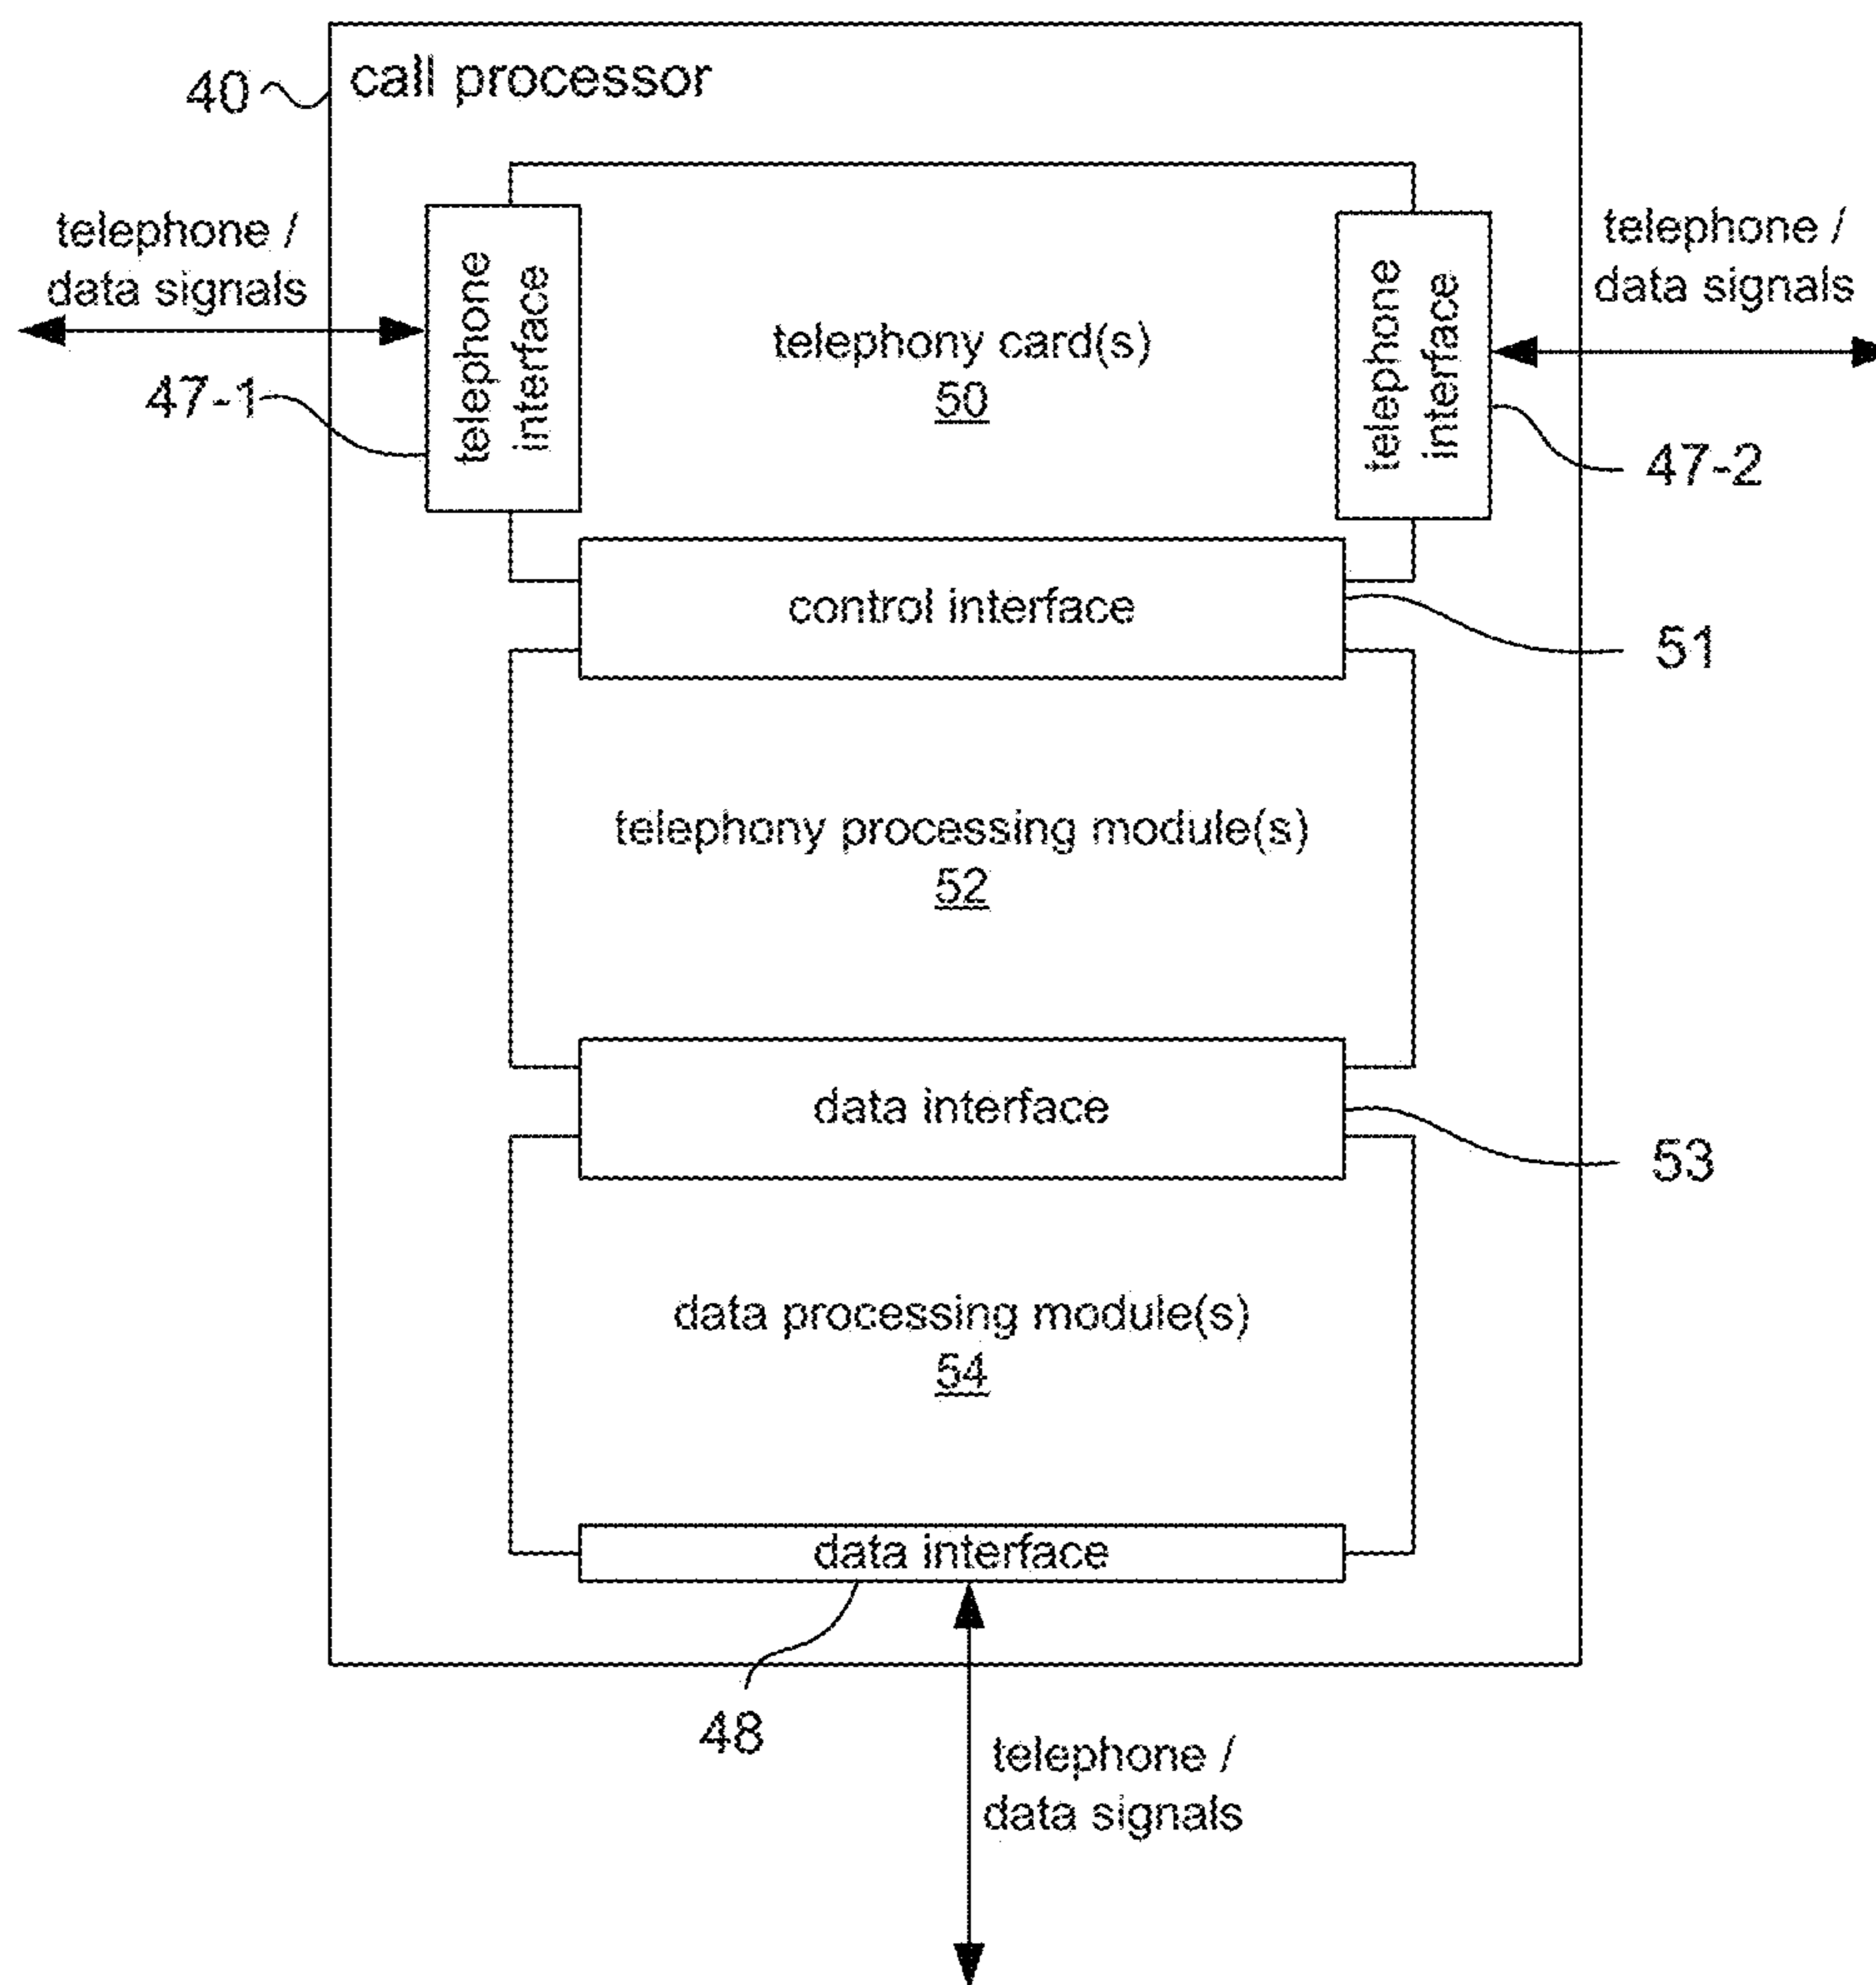 40
call processor
telephone /
data signals
telephone
interface
47-1
telephony card(s)
50
telephone
interface
telephone /
data signals
47-2
control interface
51
telephony processing module(s)
52
data interface
53
data processing module(s)
54
data interface
48
telephone /
data signals